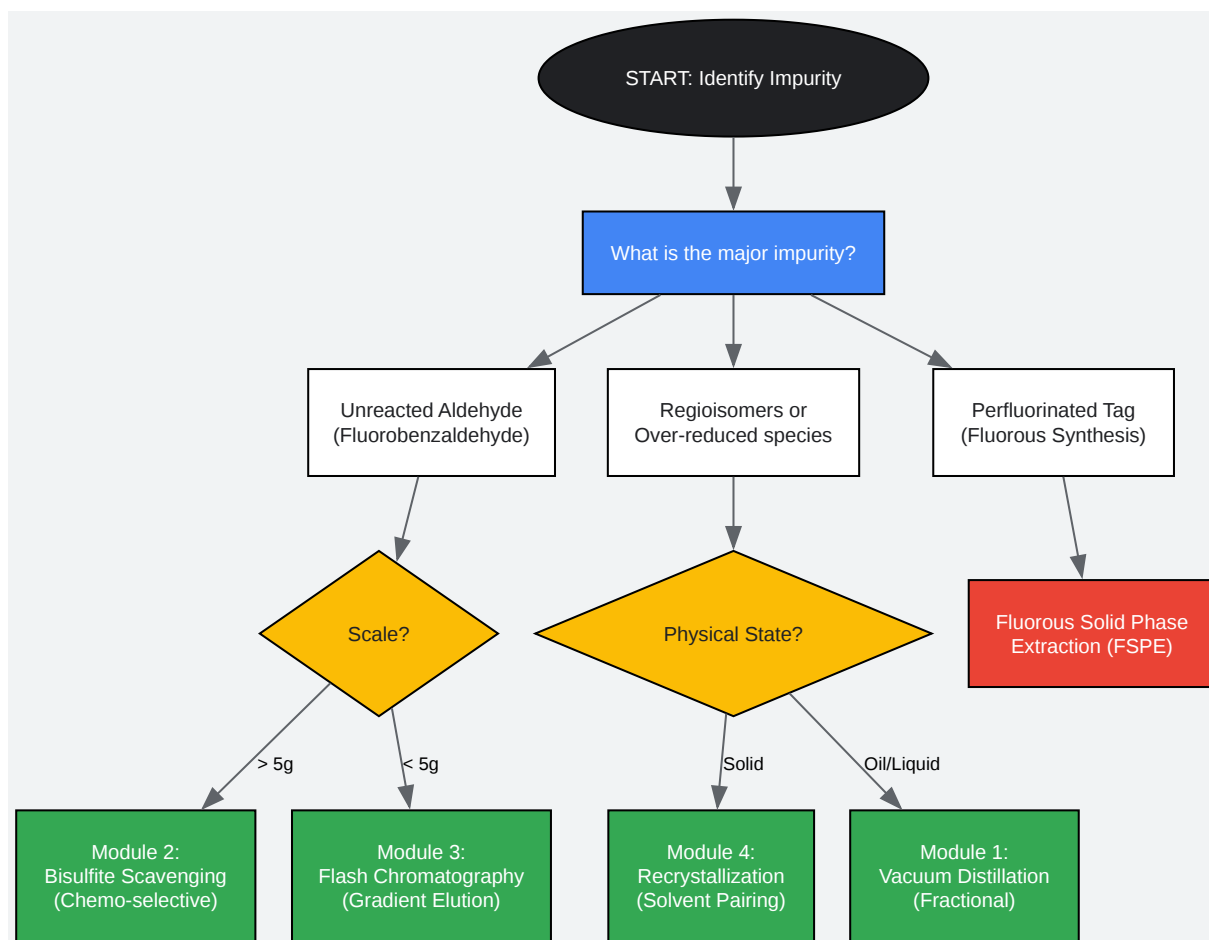 START: Identify Impurity
What is the major impurity?
Unreacted Aldehyde
(Fluorobenzaldehyde)
Regioisomers or
Over-reduced species
Perfluorinated Tag
(Fluorous Synthesis)
Scale?
Physical State?
Fluorous Solid Phase
Extraction (FSPE)
> 5g
< 5g
Solid
Oil/Liquid
Module 2:
Bisulfite Scavenging
(Chemo-selective)
Module 3:
Flash Chromatography
(Gradient Elution)
Module 4:
Recrystallization
(Solvent Pairing)
Module 1:
Vacuum Distillation
(Fractional)